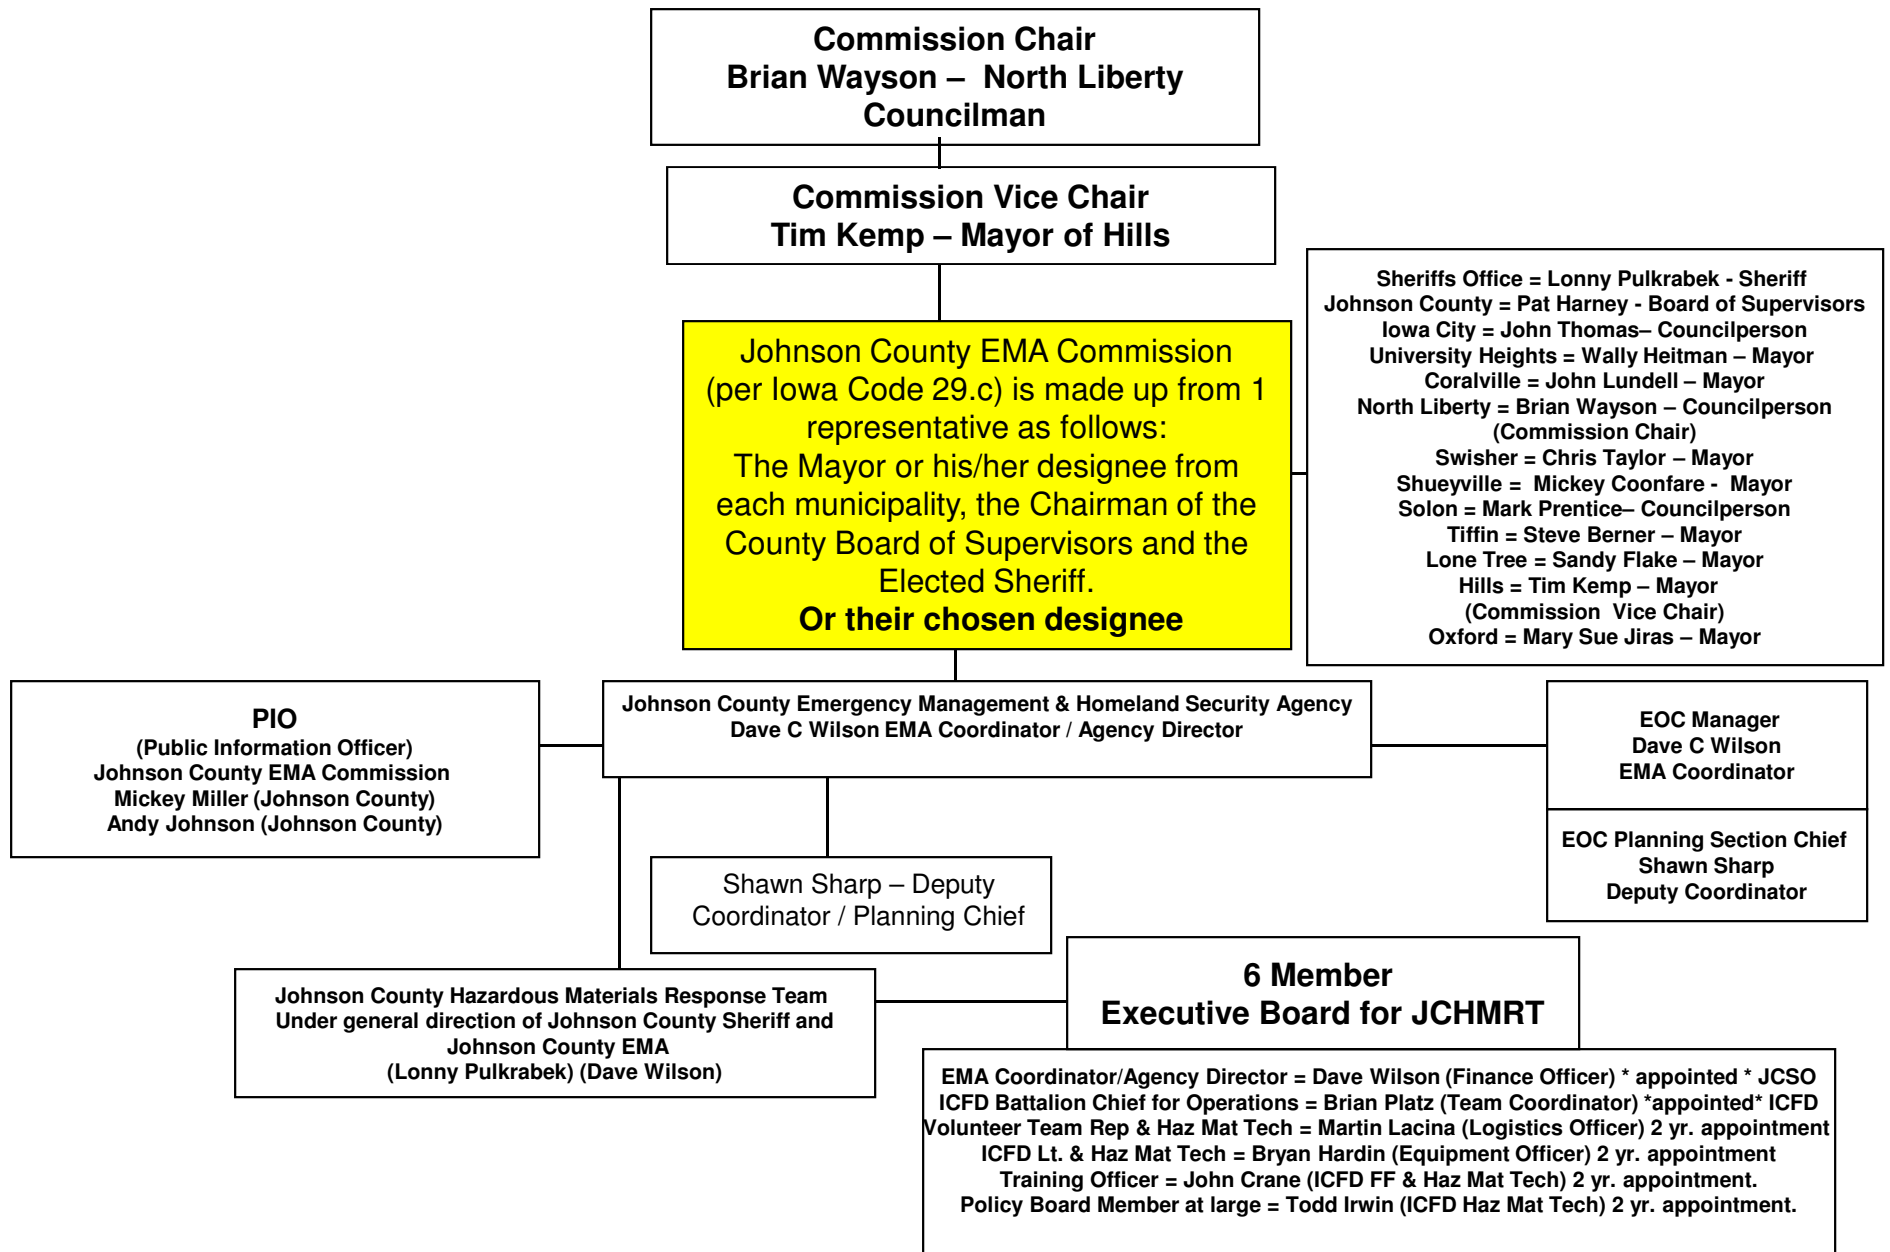 Commission Chair
Brian Wayson – North Liberty
Councilman
Commission Vice Chair
Tim Kemp – Mayor of Hills
Sheriffs Office = Lonny Pulkrabek - Sheriff
Johnson County = Pat Harney - Board of Supervisors
Iowa City = John Thomas– Councilperson
University Heights = Wally Heitman – Mayor
Coralville = John Lundell – Mayor
North Liberty = Brian Wayson – Councilperson
(Commission Chair)
Swisher = Chris Taylor – Mayor
Shueyville = Mickey Coonfare - Mayor
Solon = Mark Prentice– Councilperson
Tiffin = Steve Berner – Mayor
Lone Tree = Sandy Flake – Mayor
Hills = Tim Kemp – Mayor
(Commission Vice Chair)
Oxford = Mary Sue Jiras – Mayor
Johnson County EMA Commission
(per Iowa Code 29.c) is made up from 1
representative as follows:
The Mayor or his/her designee from
each municipality, the Chairman of the
County Board of Supervisors and the
Elected Sheriff.
Or their chosen designee
PIO
(Public Information Officer)
Johnson County EMA Commission
Mickey Miller (Johnson County)
Andy Johnson (Johnson County)
Johnson County Emergency Management & Homeland Security Agency
Dave C Wilson EMA Coordinator / Agency Director
EOC Manager
Dave C Wilson
EMA Coordinator
EOC Planning Section Chief
Shawn Sharp
Deputy Coordinator
Shawn Sharp – Deputy
Coordinator / Planning Chief
Johnson County Hazardous Materials Response Team
Under general direction of Johnson County Sheriff and
Johnson County EMA
(Lonny Pulkrabek) (Dave Wilson)
6 Member
Executive Board for JCHMRT
EMA Coordinator/Agency Director = Dave Wilson (Finance Officer) * appointed * JCSO
ICFD Battalion Chief for Operations = Brian Platz (Team Coordinator) *appointed* ICFD
Volunteer Team Rep & Haz Mat Tech = Martin Lacina (Logistics Officer) 2 yr. appointment
ICFD Lt. & Haz Mat Tech = Bryan Hardin (Equipment Officer) 2 yr. appointment
Training Officer = John Crane (ICFD FF & Haz Mat Tech) 2 yr. appointment.
Policy Board Member at large = Todd Irwin (ICFD Haz Mat Tech) 2 yr. appointment.